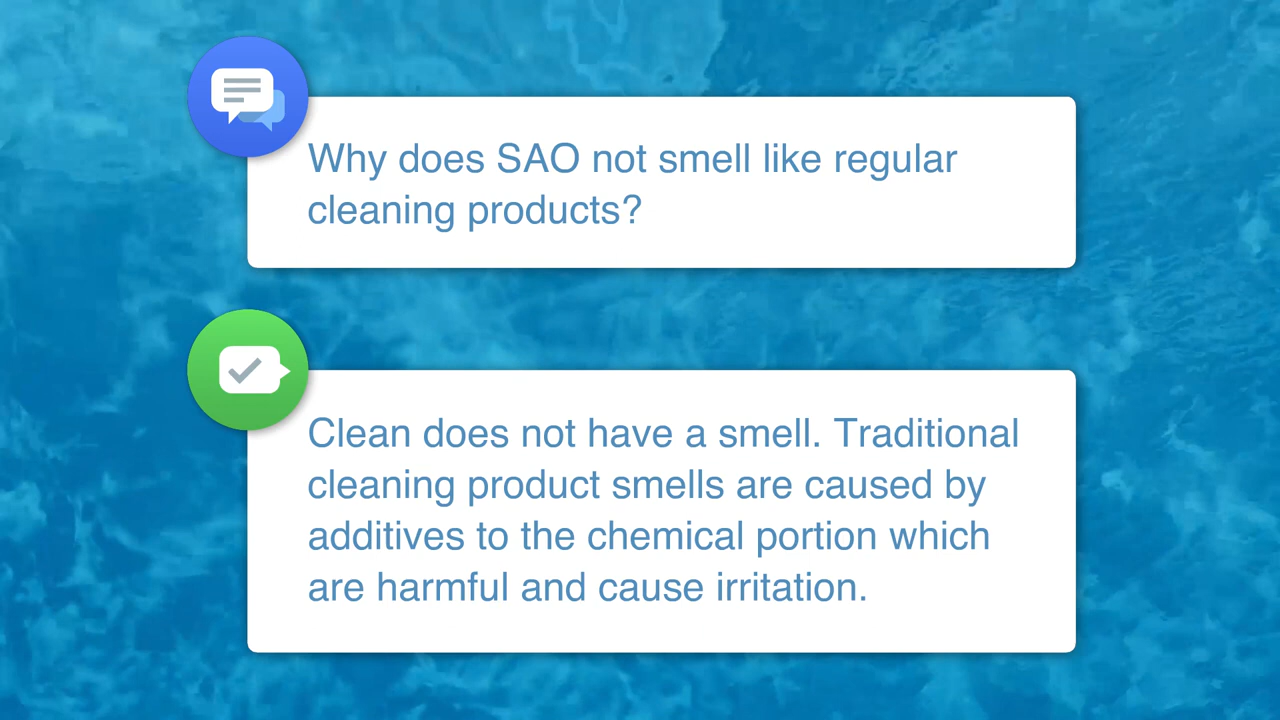 Why does SAO not smell like regular
cleaning products?
Clean does not have a smell. Traditional
cleaning product smells are caused by
additives to the chemical portion which
are harmful and cause irritation.